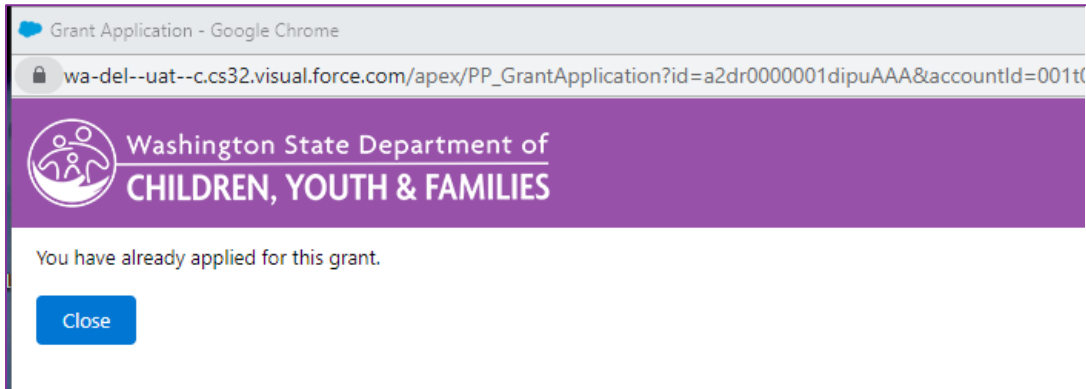 Grant Application - Google Chrome
wa-del--uat--c.cs32.visual.force.com/apex/PP_GrantApplication?id=a2dr0000001dipuAAA&accountId=001t0
Washington State Department of
CHILDREN, YOUTH & FAMILIES
You have already applied for this grant.
Close